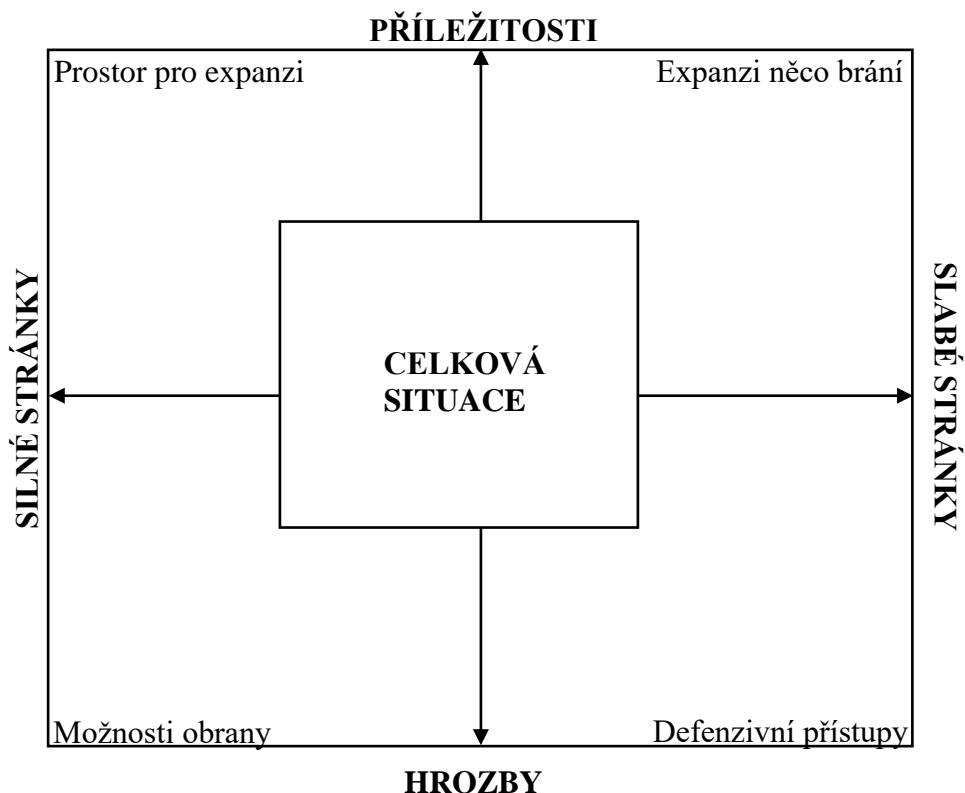 PŘÍLEŽITOSTI
Prostor pro expanzi
Expanzi něco brání
SILNÉ STRÁNKY
CELKOVÁ
SITUACE
SLABÉ STRÁNKY
Možnosti obrany
Defenzivní přístupy
HROZBY